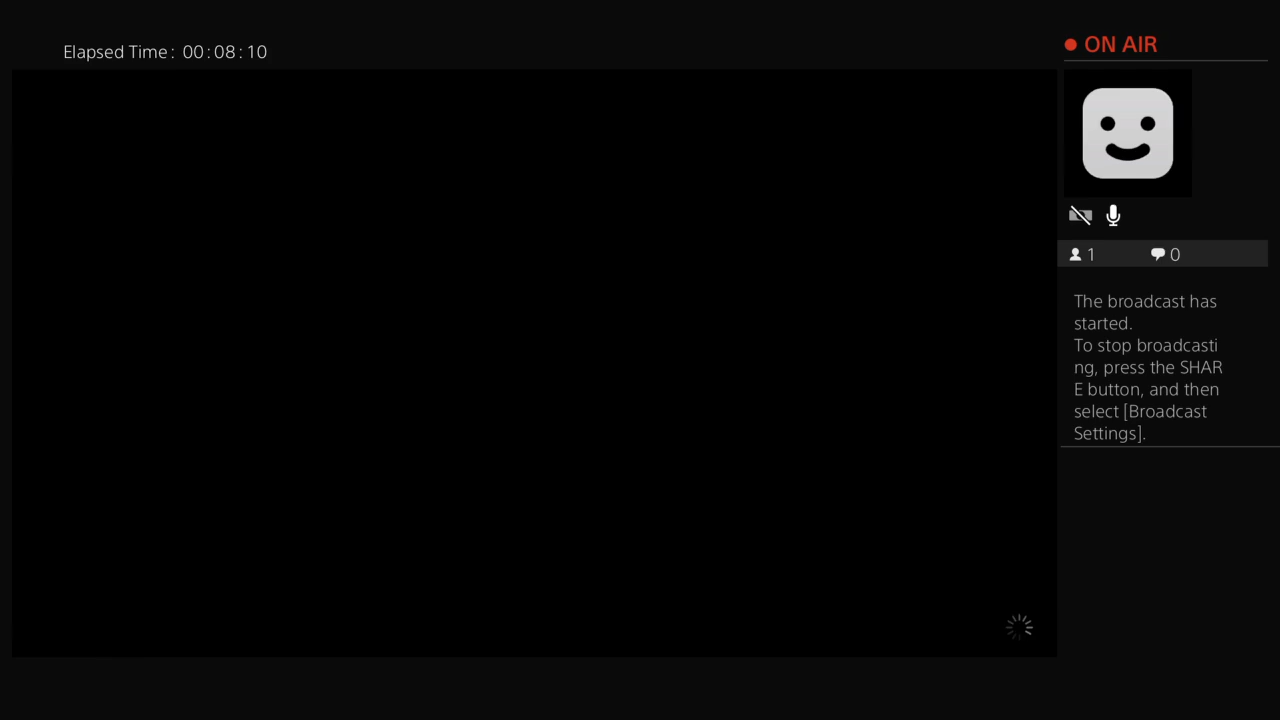 Elapsed Time: 00:08:10
ON AIR
1 0
The broadcast has
started.
To stop broadcasti
ng, press the SHAR
E button, and then
select [Broadcast
Settings].